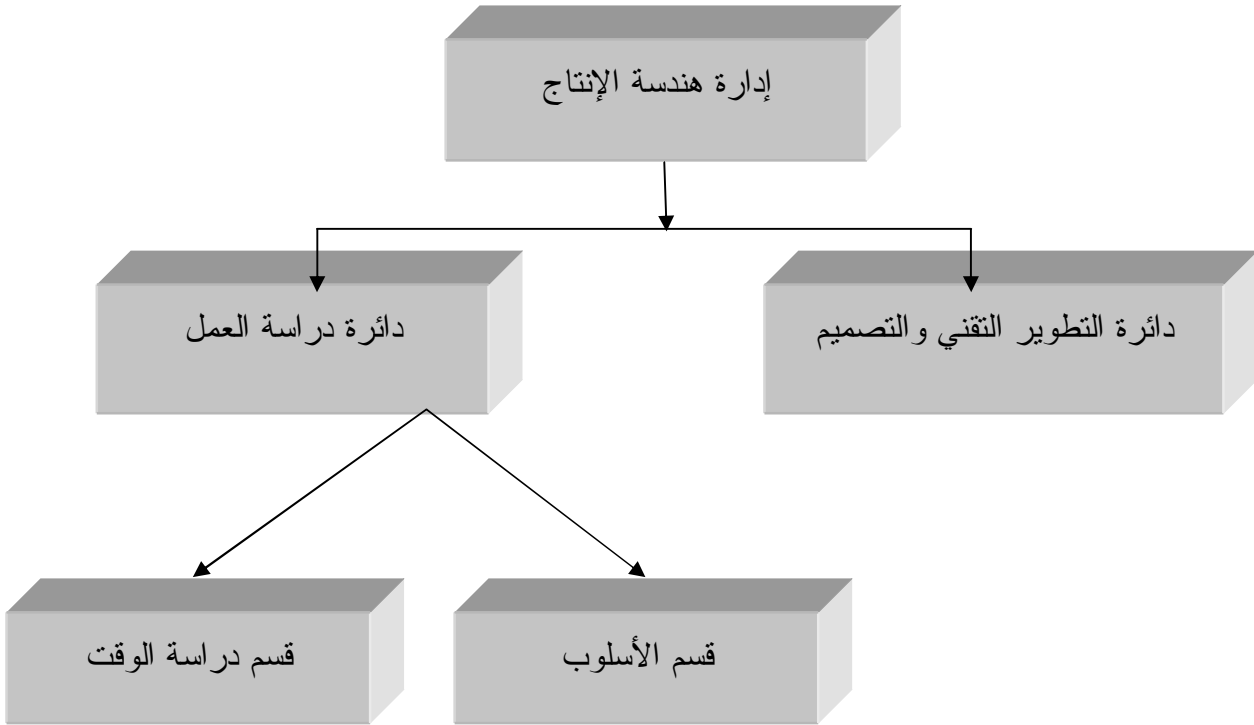 إدارة هندسة الإنتاج
دائرة التطوير التقني والتصميم
دائرة دراسة العمل
قسم الأسلوب
قسم دراسة الوقت